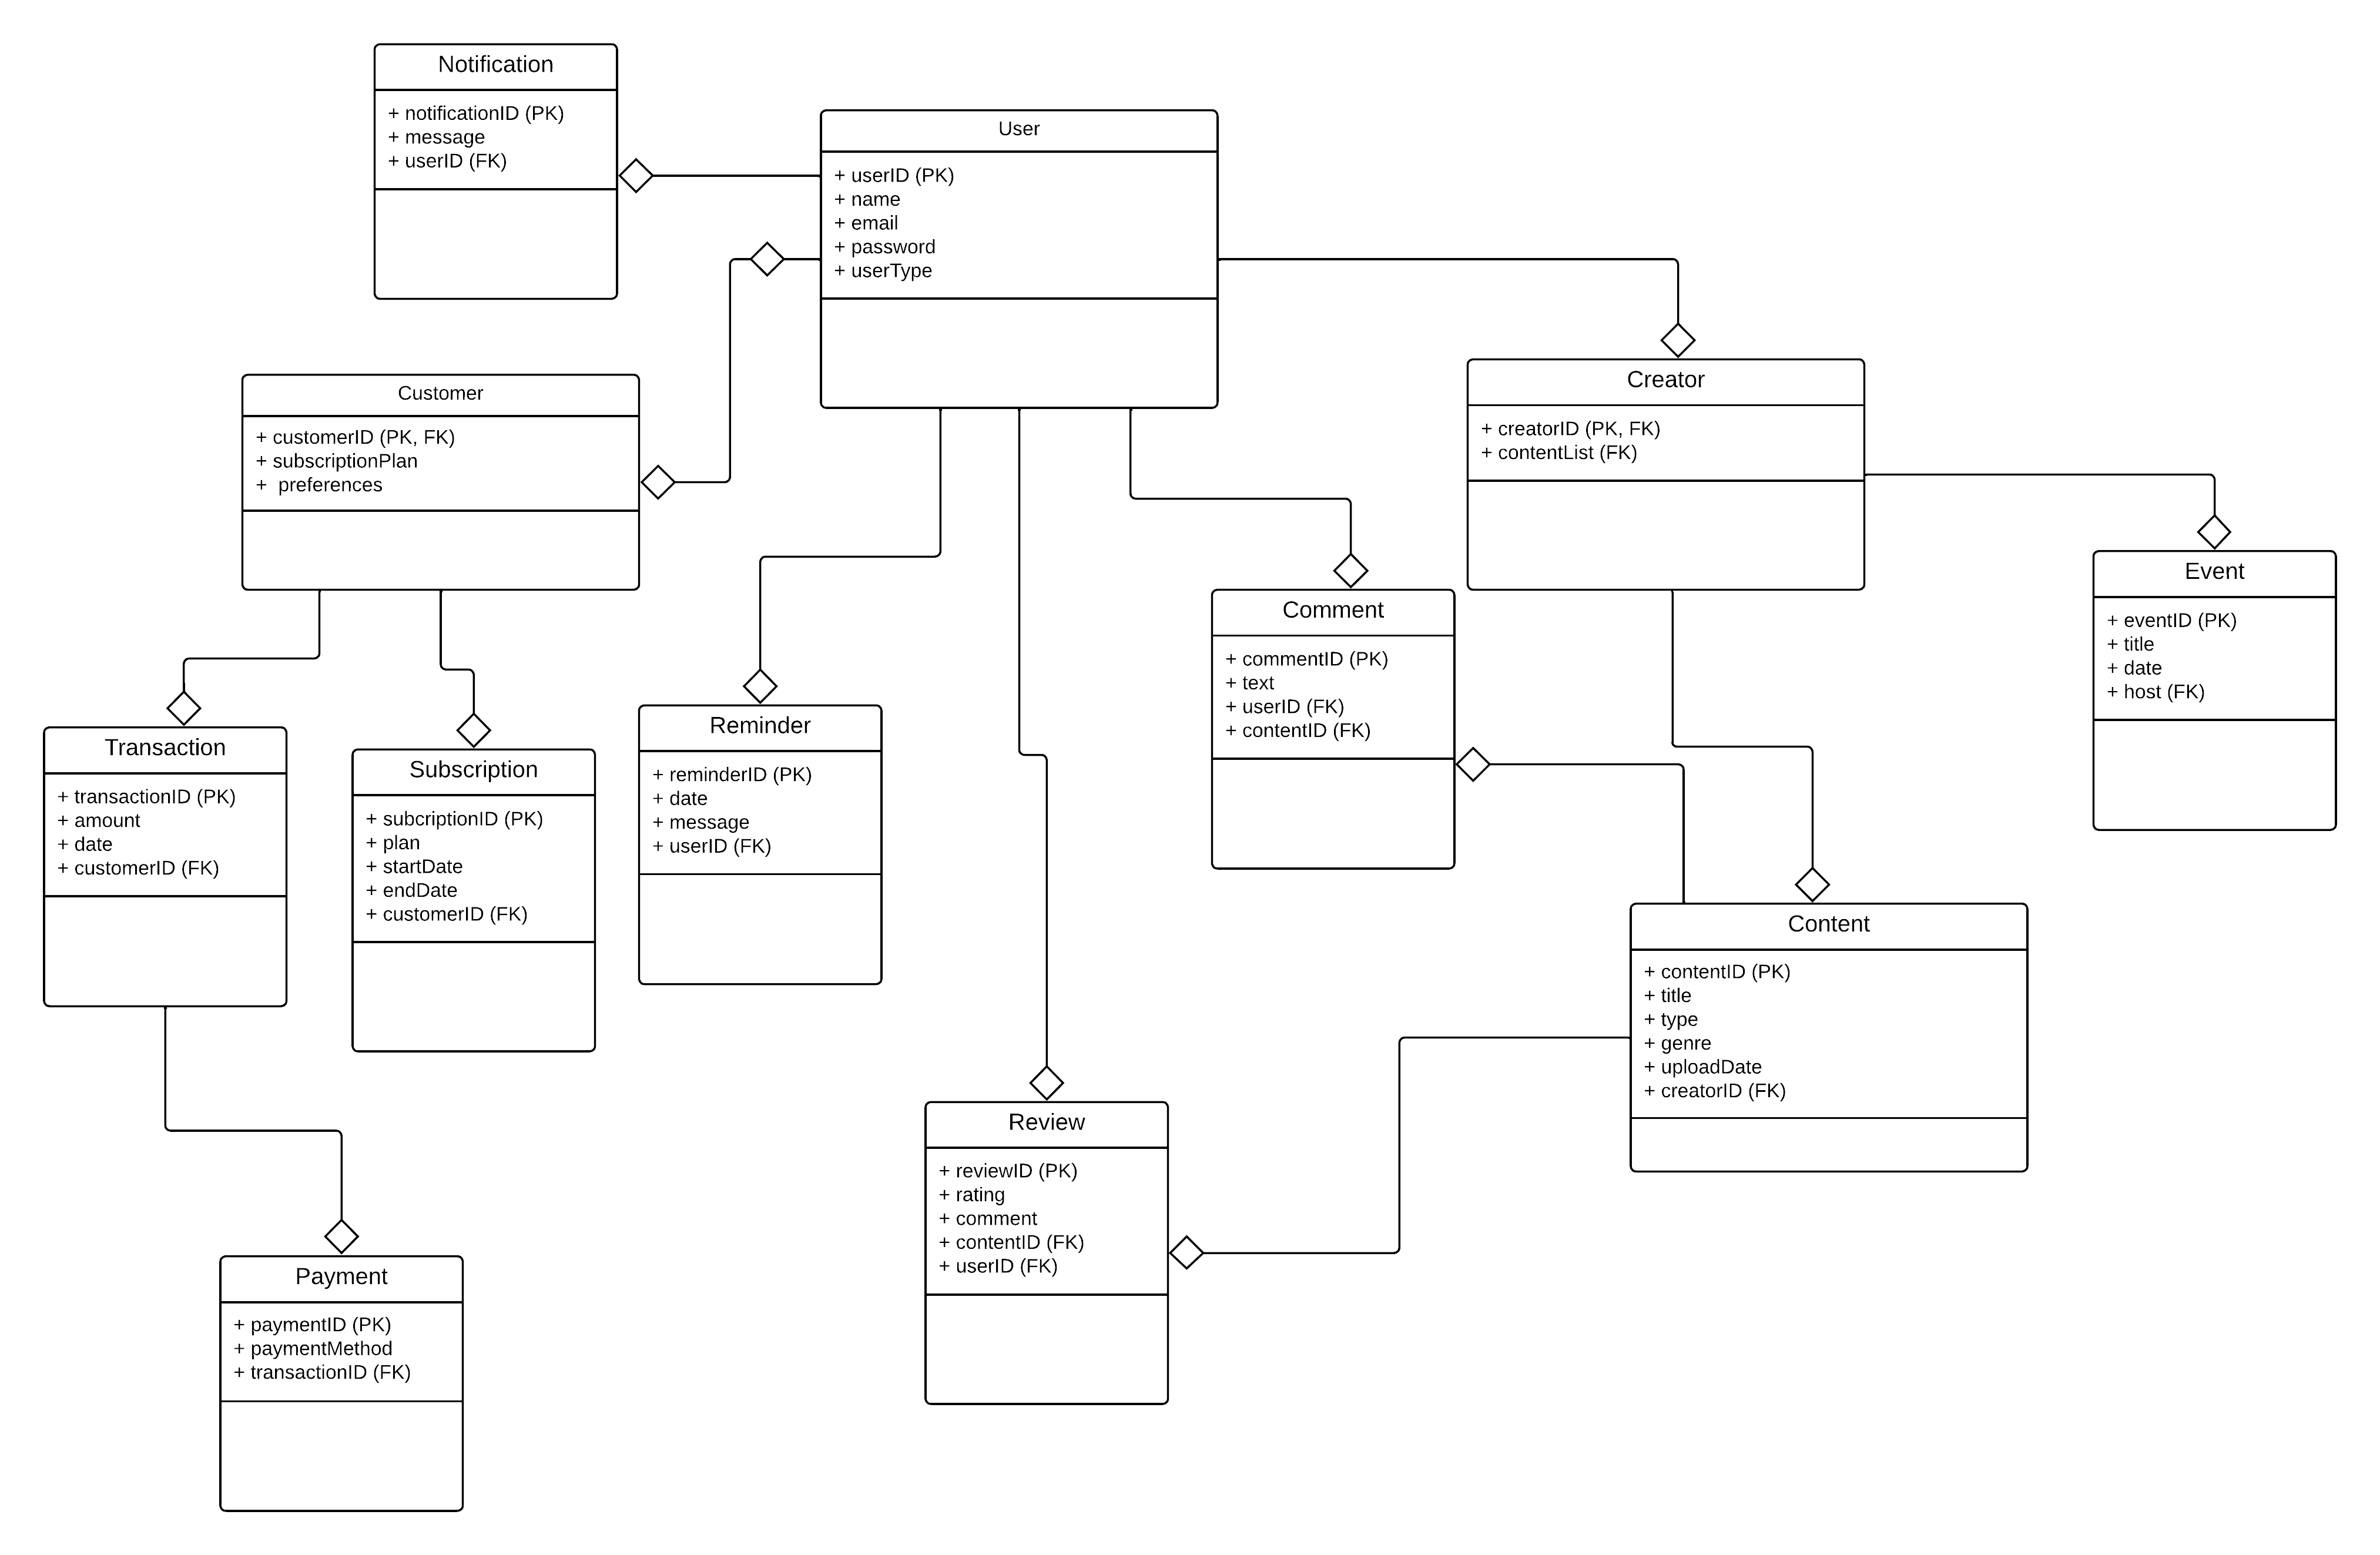 Notification
+ notificationID (PK)
+ message
+ userID (FK)
User
+ userID (PK)
+ name
+ email
+ password
+ userType
Customer
+ customerID (PK, FK)
+ subscriptionPlan
+  preferences
Creator
+ creatorID (PK, FK)
+ contentList (FK)
Event
+ eventID (PK)
+ title
+ date
+ host (FK)
Comment
+ commentID (PK)
+ text
+ userID (FK)
+ contentID (FK)
Transaction
+ transactionID (PK)
+ amount
+ date
+ customerID (FK)
Subscription
+ subcriptionID (PK)
+ plan
+ startDate
+ endDate
+ customerID (FK)
Reminder
+ reminderID (PK)
+ date
+ message
+ userID (FK)
Content
+ contentID (PK)
+ title
+ type
+ genre
+ uploadDate
+ creatorID (FK)
Review
+ reviewID (PK)
+ rating
+ comment
+ contentID (FK)
+ userID (FK)
Payment
+ paymentID (PK)
+ paymentMethod
+ transactionID (FK)